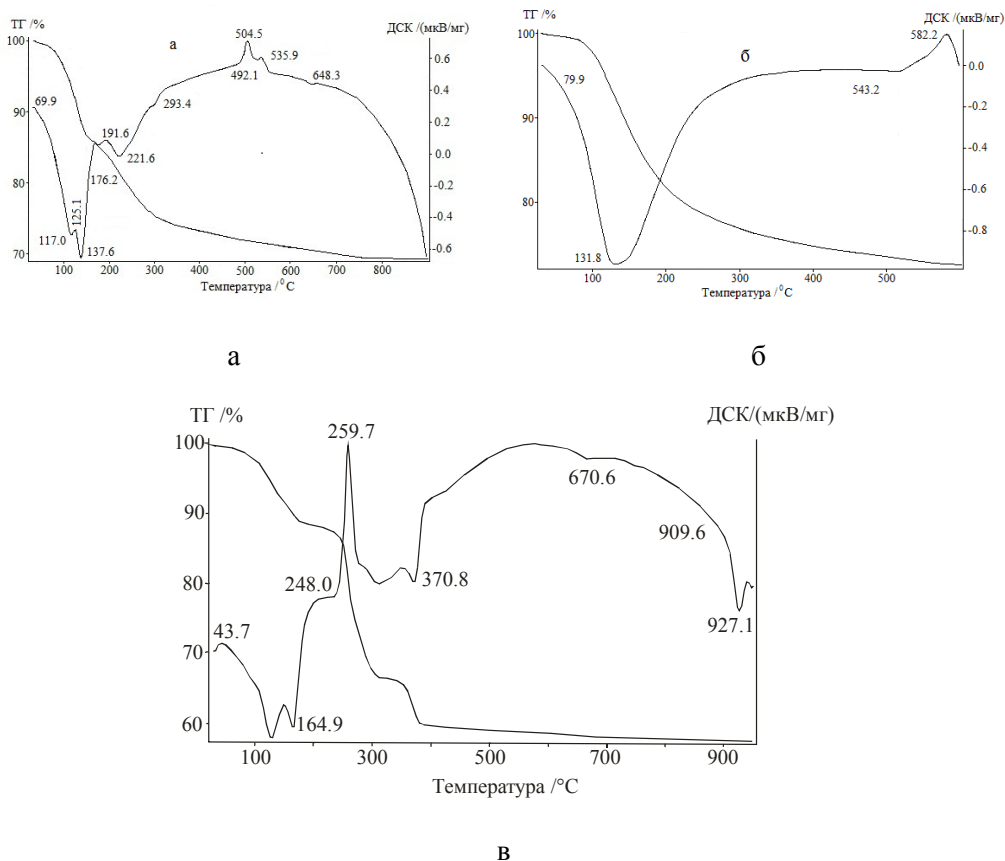 ТГ /%
а
ДСК /(мкВ/мг)
504.5
535.9
492.1
648.3
293.4
69.9
191.6
221.6
176.2
125.1
117.0
137.6
100
90
80
70
0.6
0.4
0.2
0.0
-0.2
-0.4
-0.6
100 200 300 400 500 600 700 800
Температура / ⁰C
а
ТГ /%
б
ДСК /(мкВ/мг)
582.2
79.9
543.2
131.8
100
90
80
0.0
-0.2
-0.4
-0.6
-0.8
100 200 300 400 500
Температура / ⁰C
б
ТГ /%
259.7
ДСК/(мкВ/мг)
100
90
80
70
60
670.6
909.6
248.0
370.8
927.1
43.7
164.9
100 300 500 700 900
Температура /°C
в